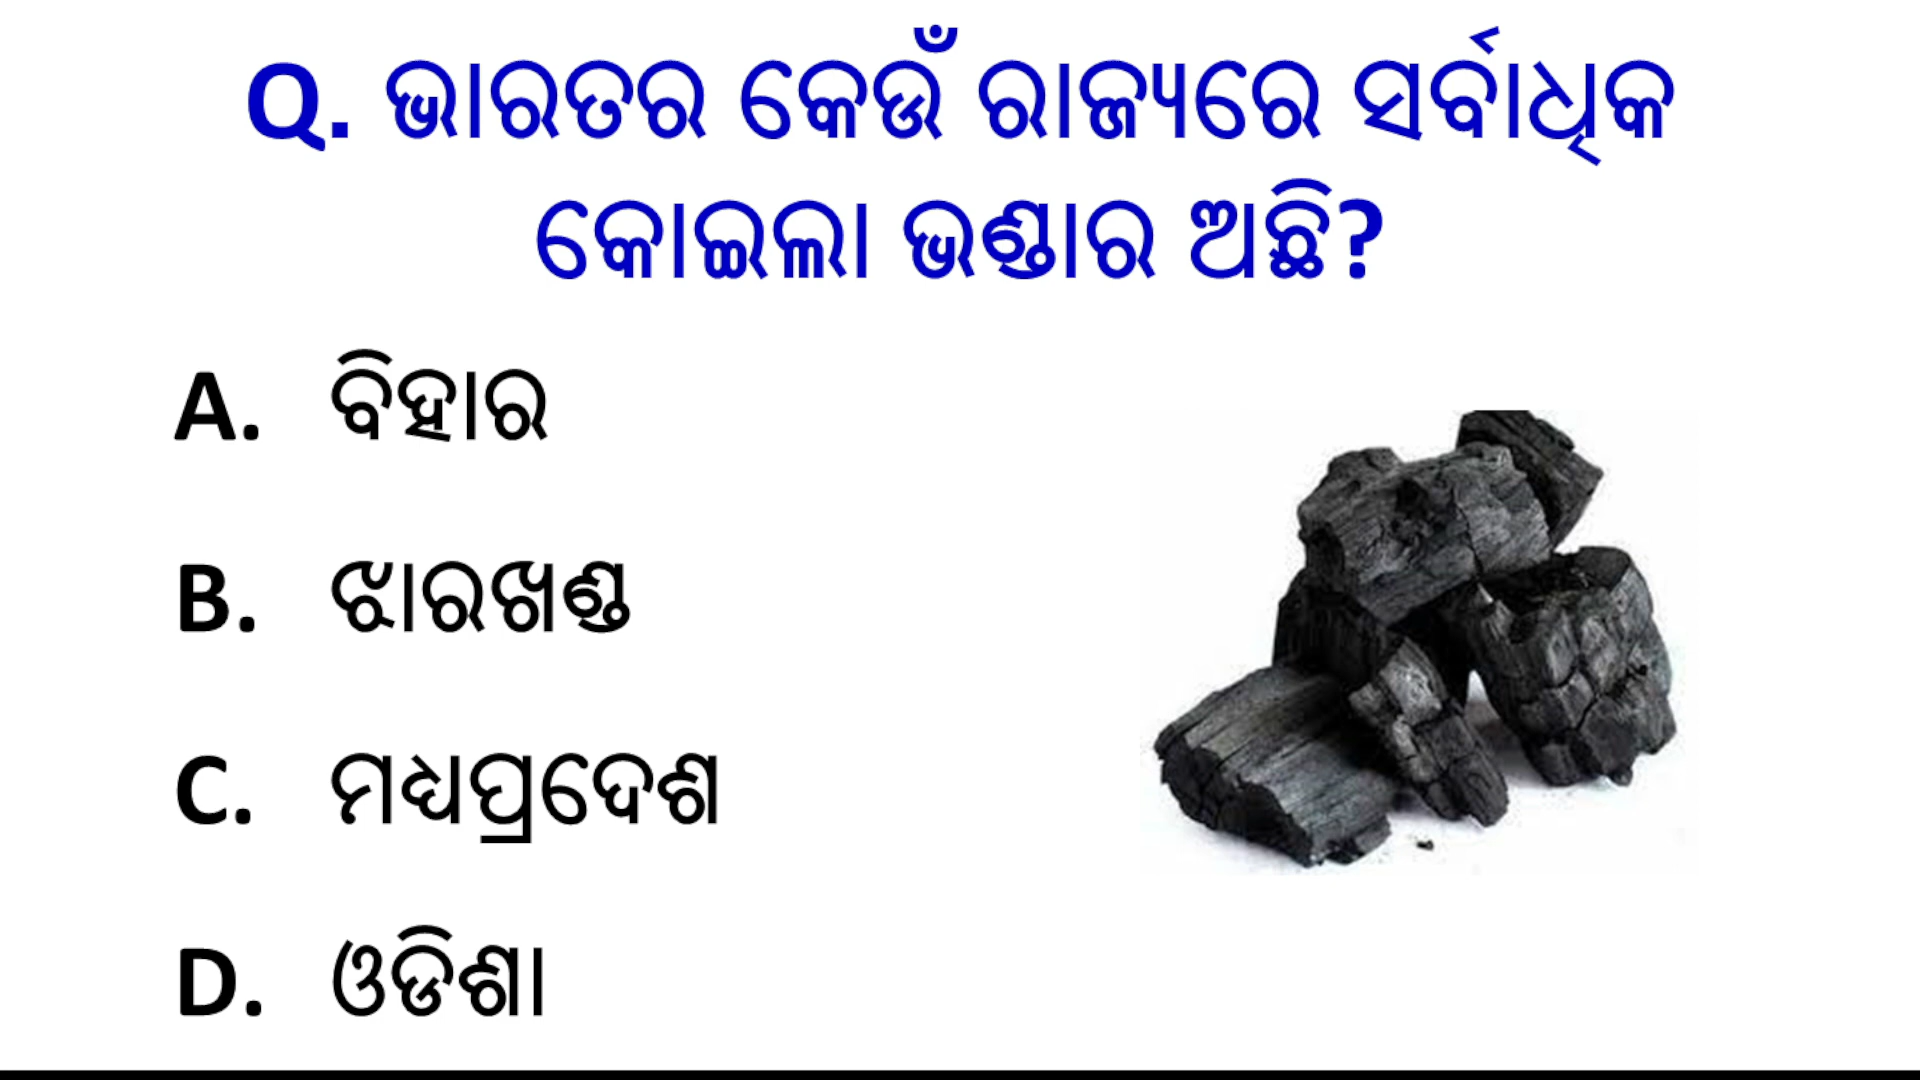 Q. ଭାରତର କେଉଁ ରାଜ୍ୟରେ ସର୍ବାଧିକ
କୋଇଲା ଭଣ୍ଡାର ଅଛି?
A. ବିହାର
B. ଝାରଖଣ୍ଡ
C. ମଧ୍ୟପ୍ରଦେଶ
D. ଓଡିଶା